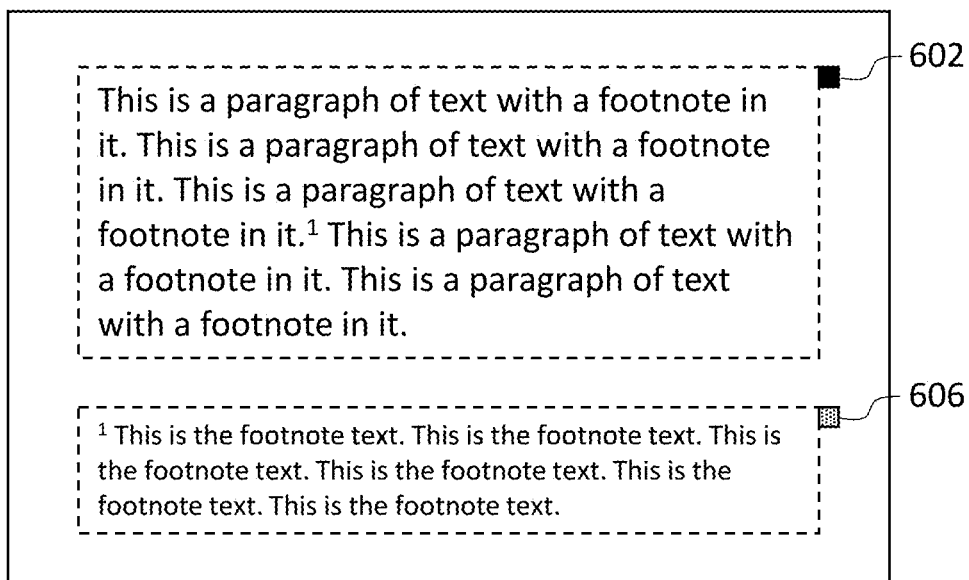 602
This is a paragraph of text with a footnote in
it. This is a paragraph of text with a footnote
in it. This is a paragraph of text with a
footnote in it.¹ This is a paragraph of text with
a footnote in it. This is a paragraph of text
with a footnote in it.
606
¹ This is the footnote text. This is the footnote text. This is
the footnote text. This is the footnote text. This is the
footnote text. This is the footnote text.